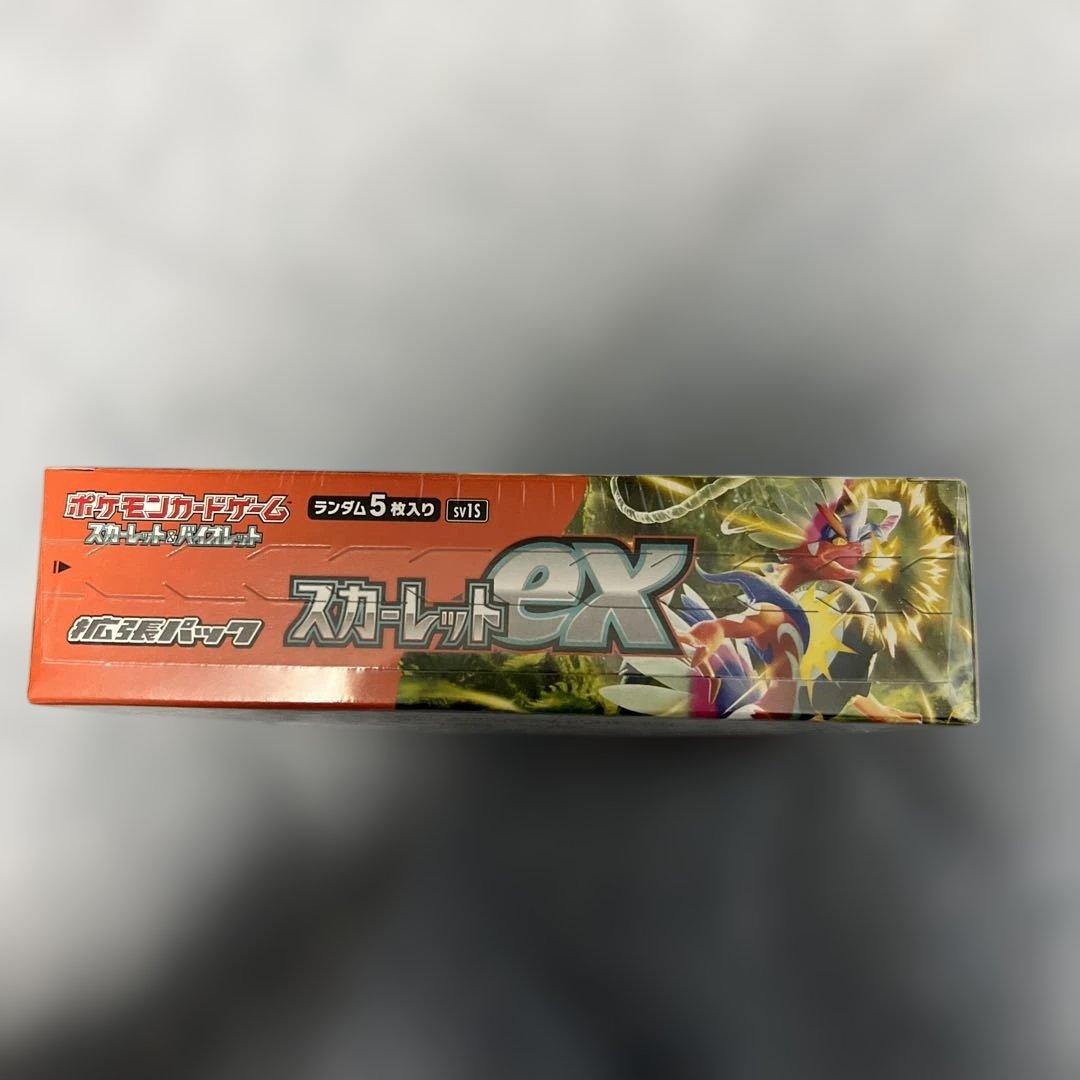 ポケモンカードゲーム
スカーレット&バイオレット
ランダム5枚入り
sv1S
拡張パック
スカーレットex